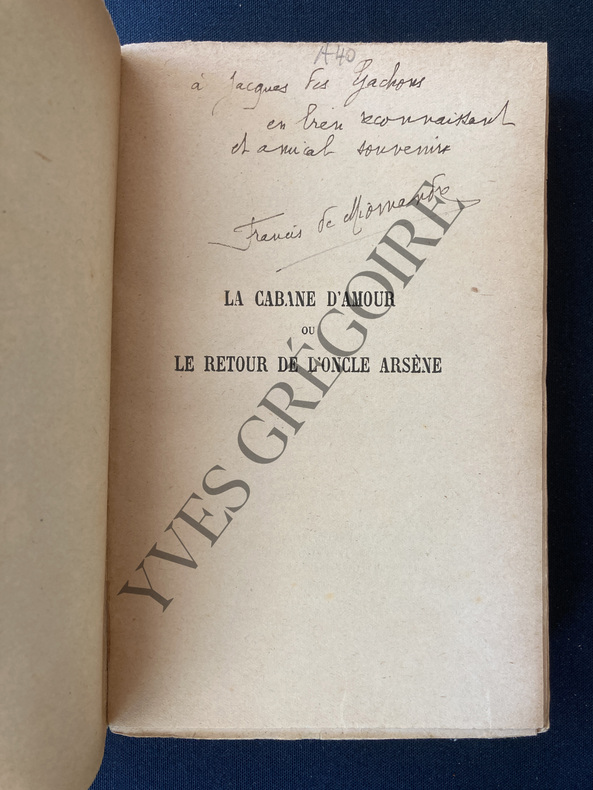 A40
à Jacques des Gachons
en bien reconnaissant
et amical souvenir
Francis de Miomandre
LA CABANE D'AMOUR
OU
LE RETOUR DE L'ONCLE ARSÈNE
YVES GRÉGOIRE